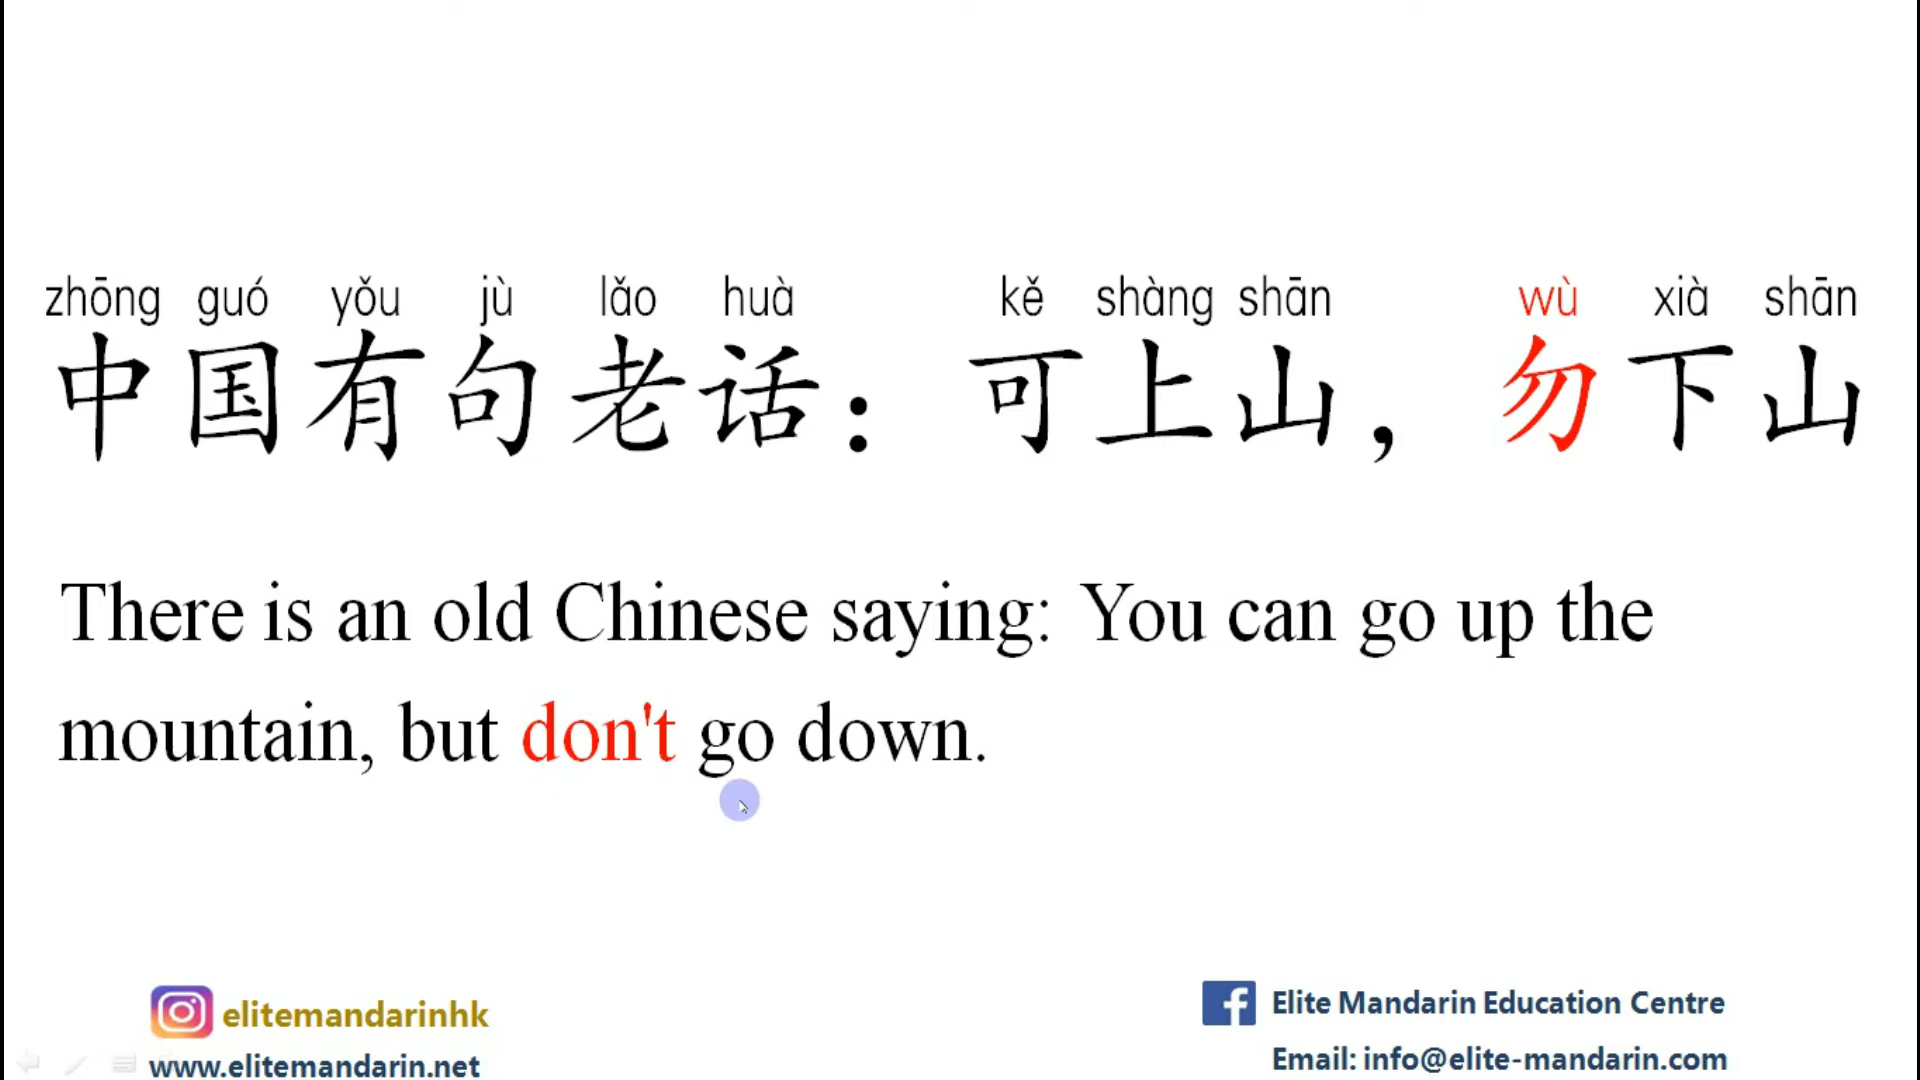 zhōng guó yǒu jù lǎo huà kě shàng shān wù xià shān
中国有句老话：可上山，勿下山
There is an old Chinese saying: You can go up the
mountain, but don't go down.
elitemandarinhk
www.elitemandarin.net
Elite Mandarin Education Centre
Email: info@elite-mandarin.com